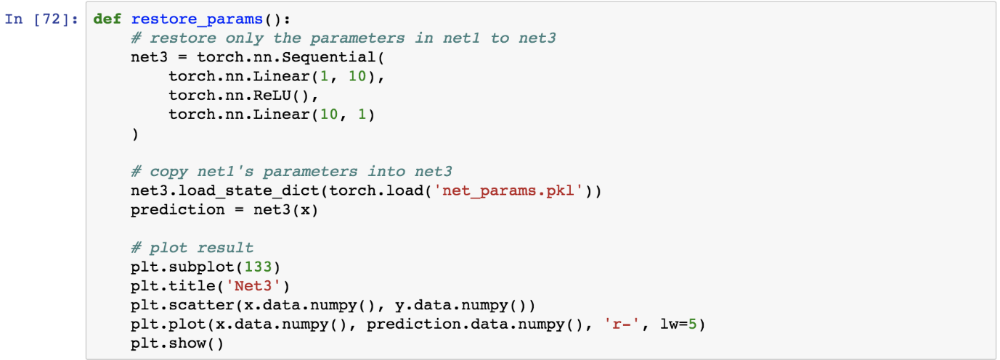 In [72]: def restore_params():
    # restore only the parameters in net1 to net3
    net3 = torch.nn.Sequential(
        torch.nn.Linear(1, 10),
        torch.nn.ReLU(),
        torch.nn.Linear(10, 1)
    )

    # copy net1's parameters into net3
    net3.load_state_dict(torch.load('net_params.pkl'))
    prediction = net3(x)

    # plot result
    plt.subplot(133)
    plt.title('Net3')
    plt.scatter(x.data.numpy(), y.data.numpy())
    plt.plot(x.data.numpy(), prediction.data.numpy(), 'r-', lw=5)
    plt.show()